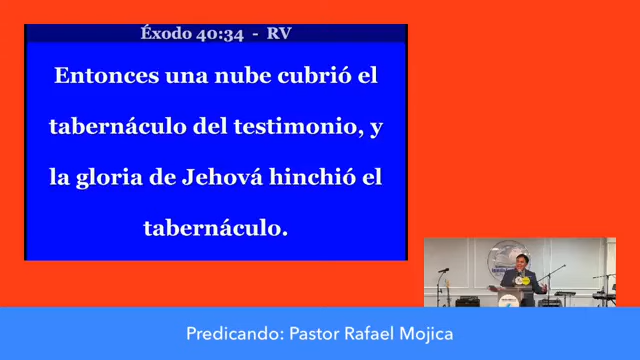 Éxodo 40:34 - RV
Entonces una nube cubrió el
tabernáculo del testimonio, y
la gloria de Jehová hinchió el
tabernáculo.
Predicando: Pastor Rafael Mojica